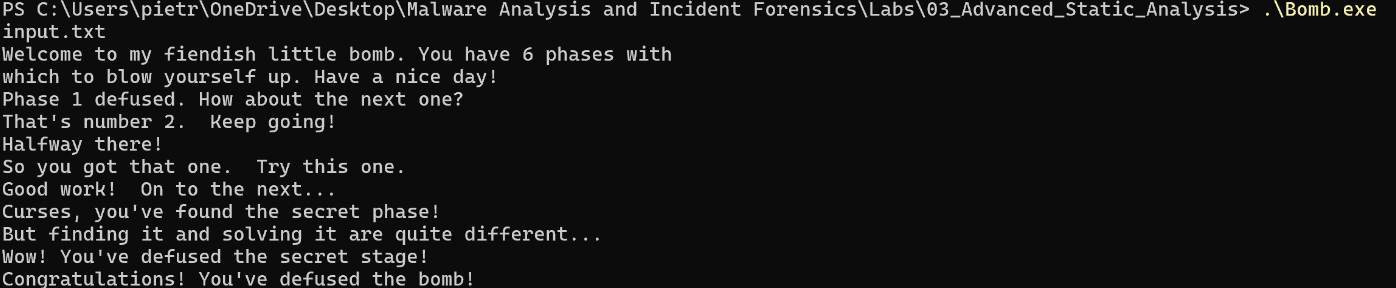 PS C:\Users\pietr\OneDrive\Desktop\Malware Analysis and Incident Forensics\Labs\03_Advanced_Static_Analysis> .\Bomb.exe
input.txt
Welcome to my fiendish little bomb. You have 6 phases with
which to blow yourself up. Have a nice day!
Phase 1 defused. How about the next one?
That's number 2.  Keep going!
Halfway there!
So you got that one.  Try this one.
Good work!  On to the next...
Curses, you've found the secret phase!
But finding it and solving it are quite different...
Wow! You've defused the secret stage!
Congratulations! You've defused the bomb!